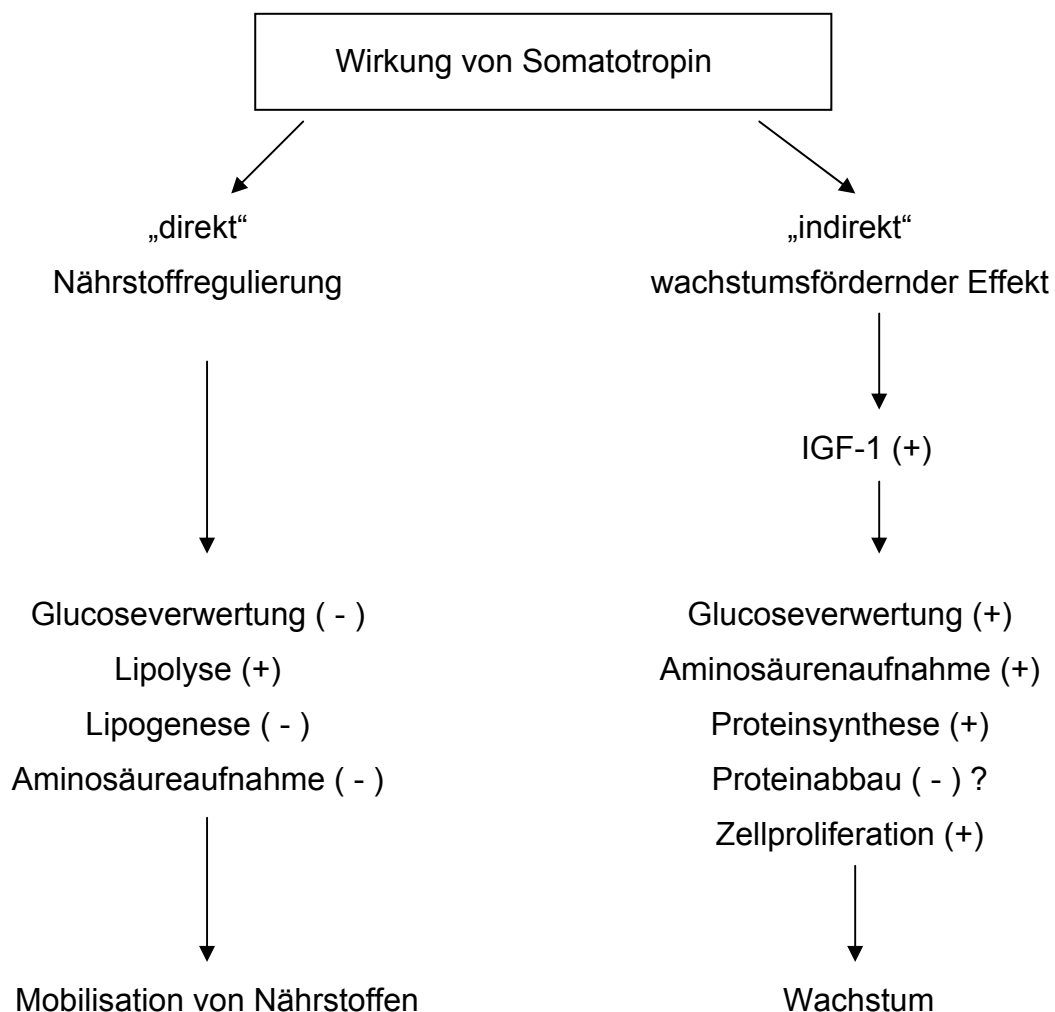 Wirkung von Somatotropin
„direkt“
Nährstoffregulierung
Glucoseverwertung ( - )
Lipolyse (+)
Lipogenese ( - )
Aminosäureaufnahme ( - )
Mobilisation von Nährstoffen
„indirekt“
wachstumsfördernder Effekt
IGF-1 (+)
Glucoseverwertung (+)
Aminosäurenaufnahme (+)
Proteinsynthese (+)
Proteinabbau ( - ) ?
Zellproliferation (+)
Wachstum